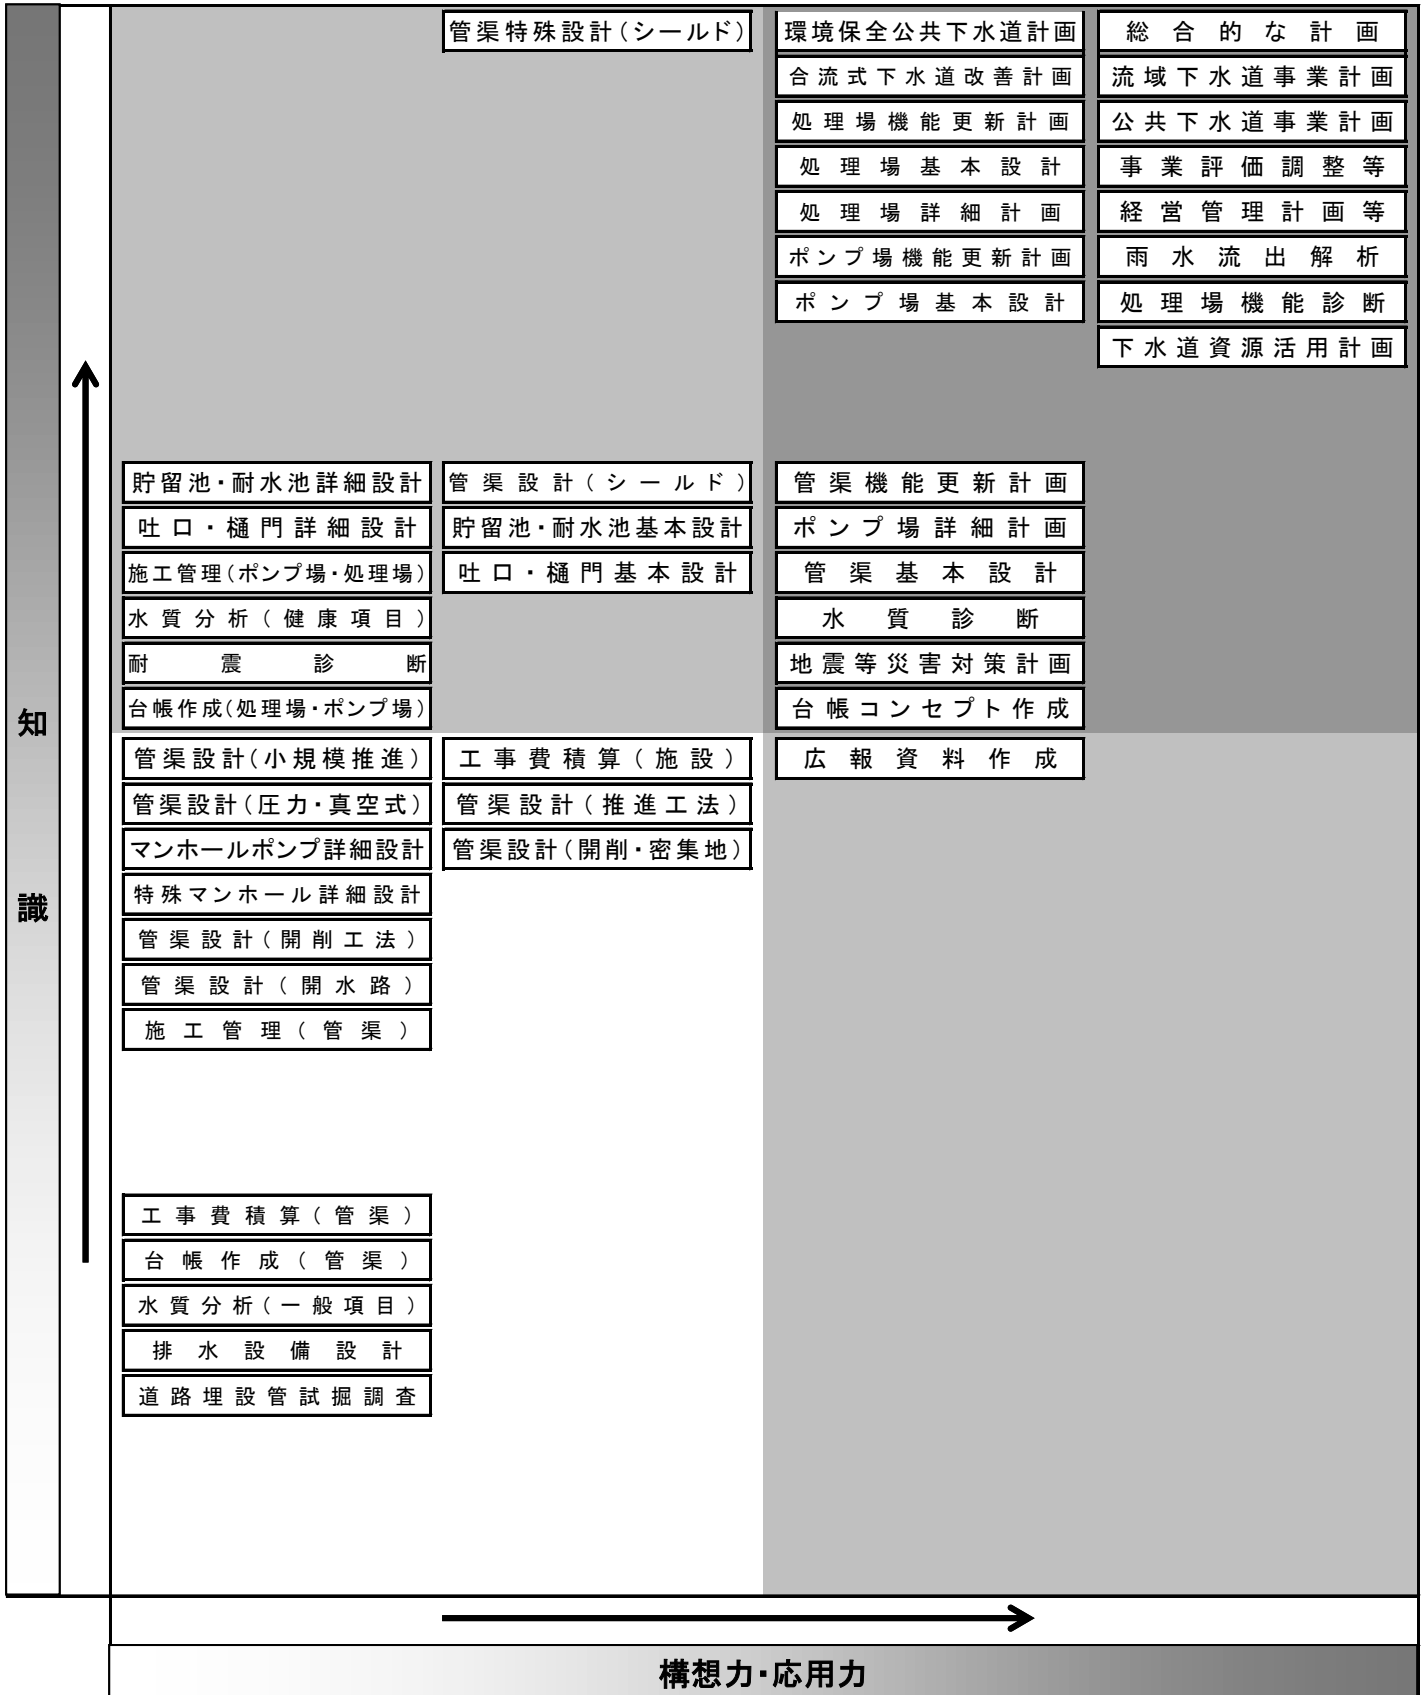 管渠特殊設計(シールド)
環境保全公共下水道計画
総合的な計画
合流式下水道改善計画
流域下水道事業計画
処理場機能更新計画
公共下水道事業計画
処理場基本設計
事業評価調整等
処理場詳細計画
経営管理計画等
ポンプ場機能更新計画
雨水流出解析
ポンプ場基本設計
処理場機能診断
下水道資源活用計画
貯留池・耐水池詳細設計
管渠設計(シールド)
管渠機能更新計画
吐口・樋門詳細設計
貯留池・耐水池基本設計
ポンプ場詳細計画
施工管理(ポンプ場・処理場)
吐口・樋門基本設計
管渠基本設計
水質分析(健康項目)
水質診断
耐震診断
地震等災害対策計画
台帳作成(処理場・ポンプ場)
台帳コンセプト作成
管渠設計(小規模推進)
工事費積算(施設)
広報資料作成
管渠設計(圧力・真空式)
管渠設計(推進工法)
マンホールポンプ詳細設計
管渠設計(開削・密集地)
特殊マンホール詳細設計
管渠設計(開削工法)
管渠設計(開水路)
施工管理(管渠)
工事費積算(管渠)
台帳作成(管渠)
水質分析(一般項目)
排水設備設計
道路埋設管試掘調査
知識
構想力・応用力